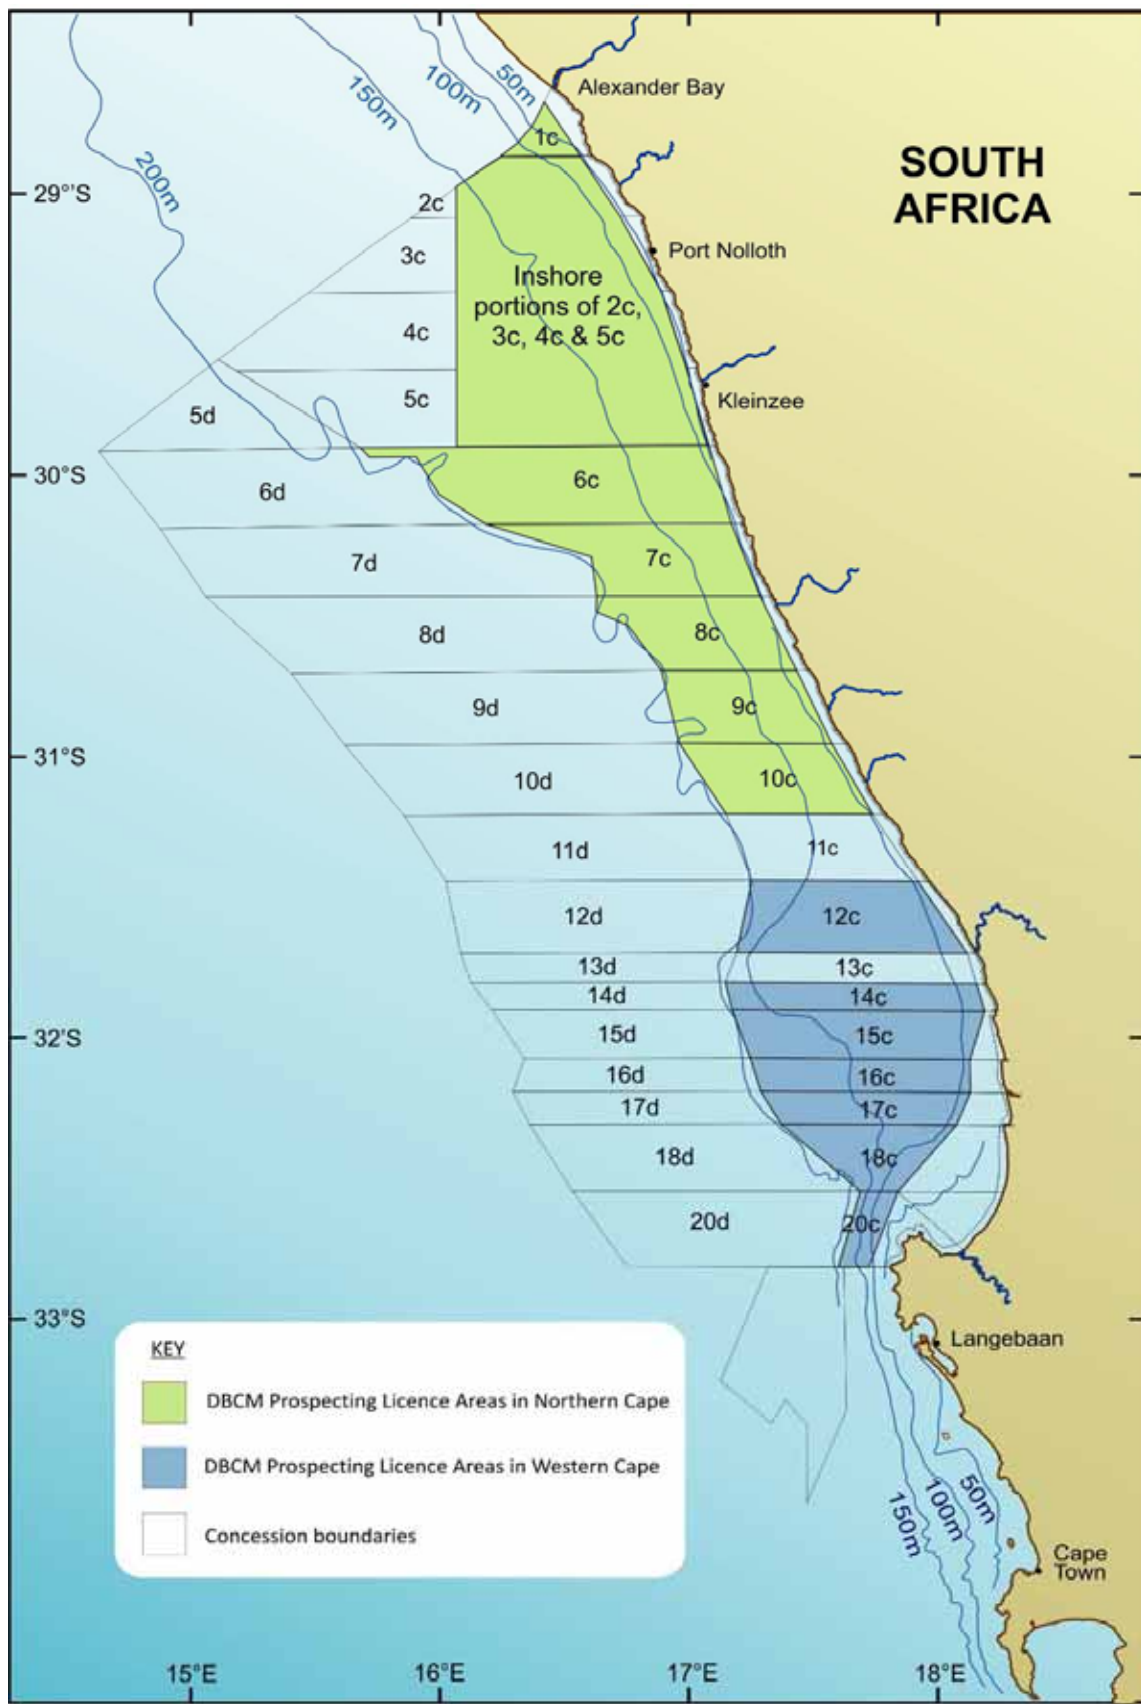 Alexander Bay
50m
100m
150m
200m
1c
SOUTH
AFRICA
29°S
2c
3c
Port Nolloth
Inshore
portions of 2c,
3c, 4c & 5c
4c
5c
Kleinzee
5d
30°S
6d
6c
7d
7c
8d
8c
9d
9c
31°S
10d
10c
11d
11c
12d
12c
13d
13c
14d
14c
32°S
15d
15c
16d
16c
17d
17c
18d
18c
20d
20c
33°S
Langebaan
KEY
DBCM Prospecting Licence Areas in Northern Cape
DBCM Prospecting Licence Areas in Western Cape
Concession boundaries
50m
100m
150m
Cape
Town
15°E
16°E
17°E
18°E